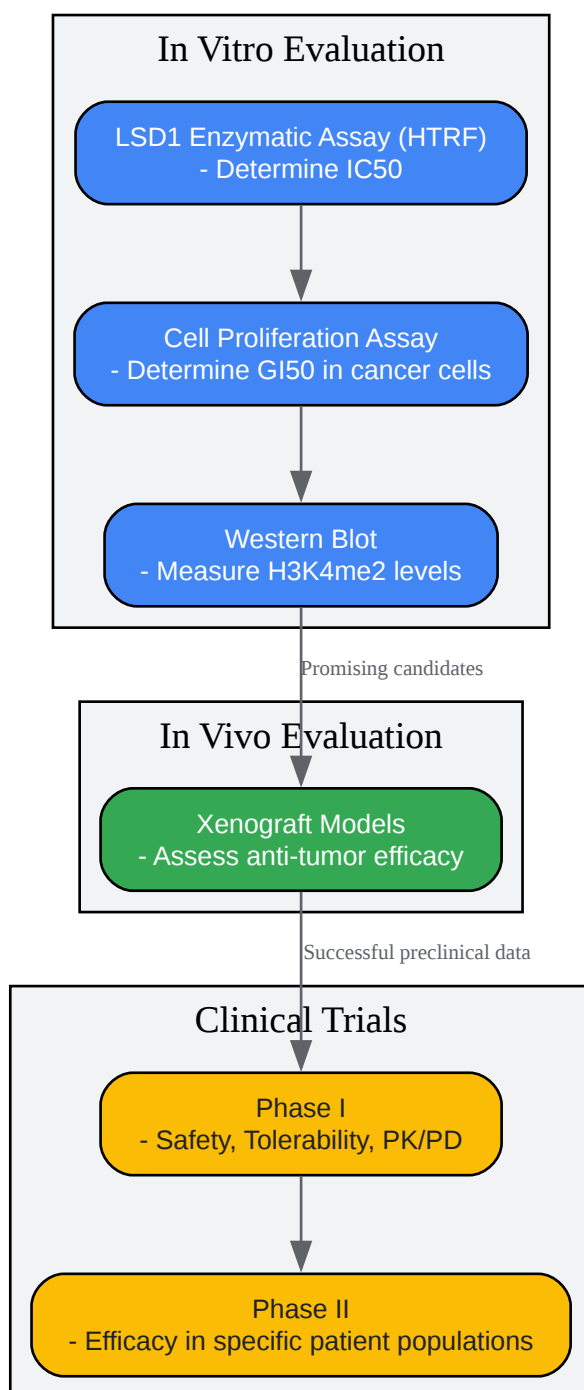 In Vitro Evaluation
LSD1 Enzymatic Assay (HTRF)
- Determine IC50
Cell Proliferation Assay
- Determine GI50 in cancer cells
Western Blot
- Measure H3K4me2 levels
Promising candidates
In Vivo Evaluation
Xenograft Models
- Assess anti-tumor efficacy
Successful preclinical data
Clinical Trials
Phase I
- Safety, Tolerability, PK/PD
Phase II
- Efficacy in specific patient populations